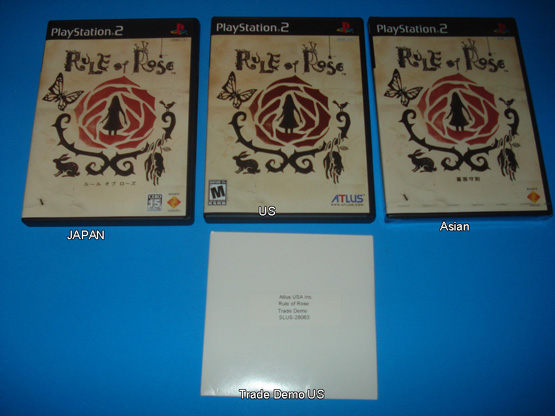 PlayStation 2
RULE of ROSE
ルール オブ ローズ
JAPAN
PlayStation 2
RULE of ROSE
M
ATLUS
US
PlayStation 2
RULE of ROSE
Asian
Atlus USA Inc
Rule of Rose
Trade Demo
Trade Demo US